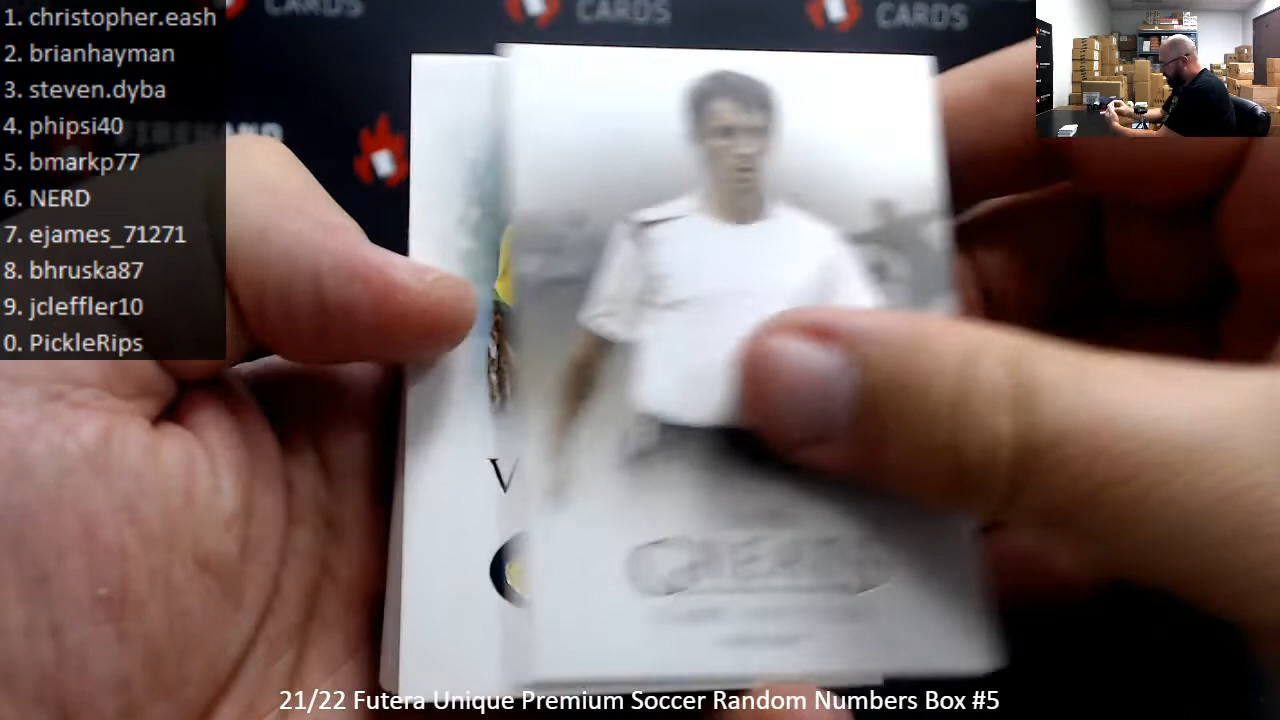 1. christopher.eash
2. brianhayman
3. steven.dyba
4. phipsi40
5. bmarkp77
6. NERD
7. ejames_71271
8. bhruska87
9. jcleffler10
0. PickleRips
CARDS
CARDS
CARDS
V
21/22 Futera Unique Premium Soccer Random Numbers Box #5